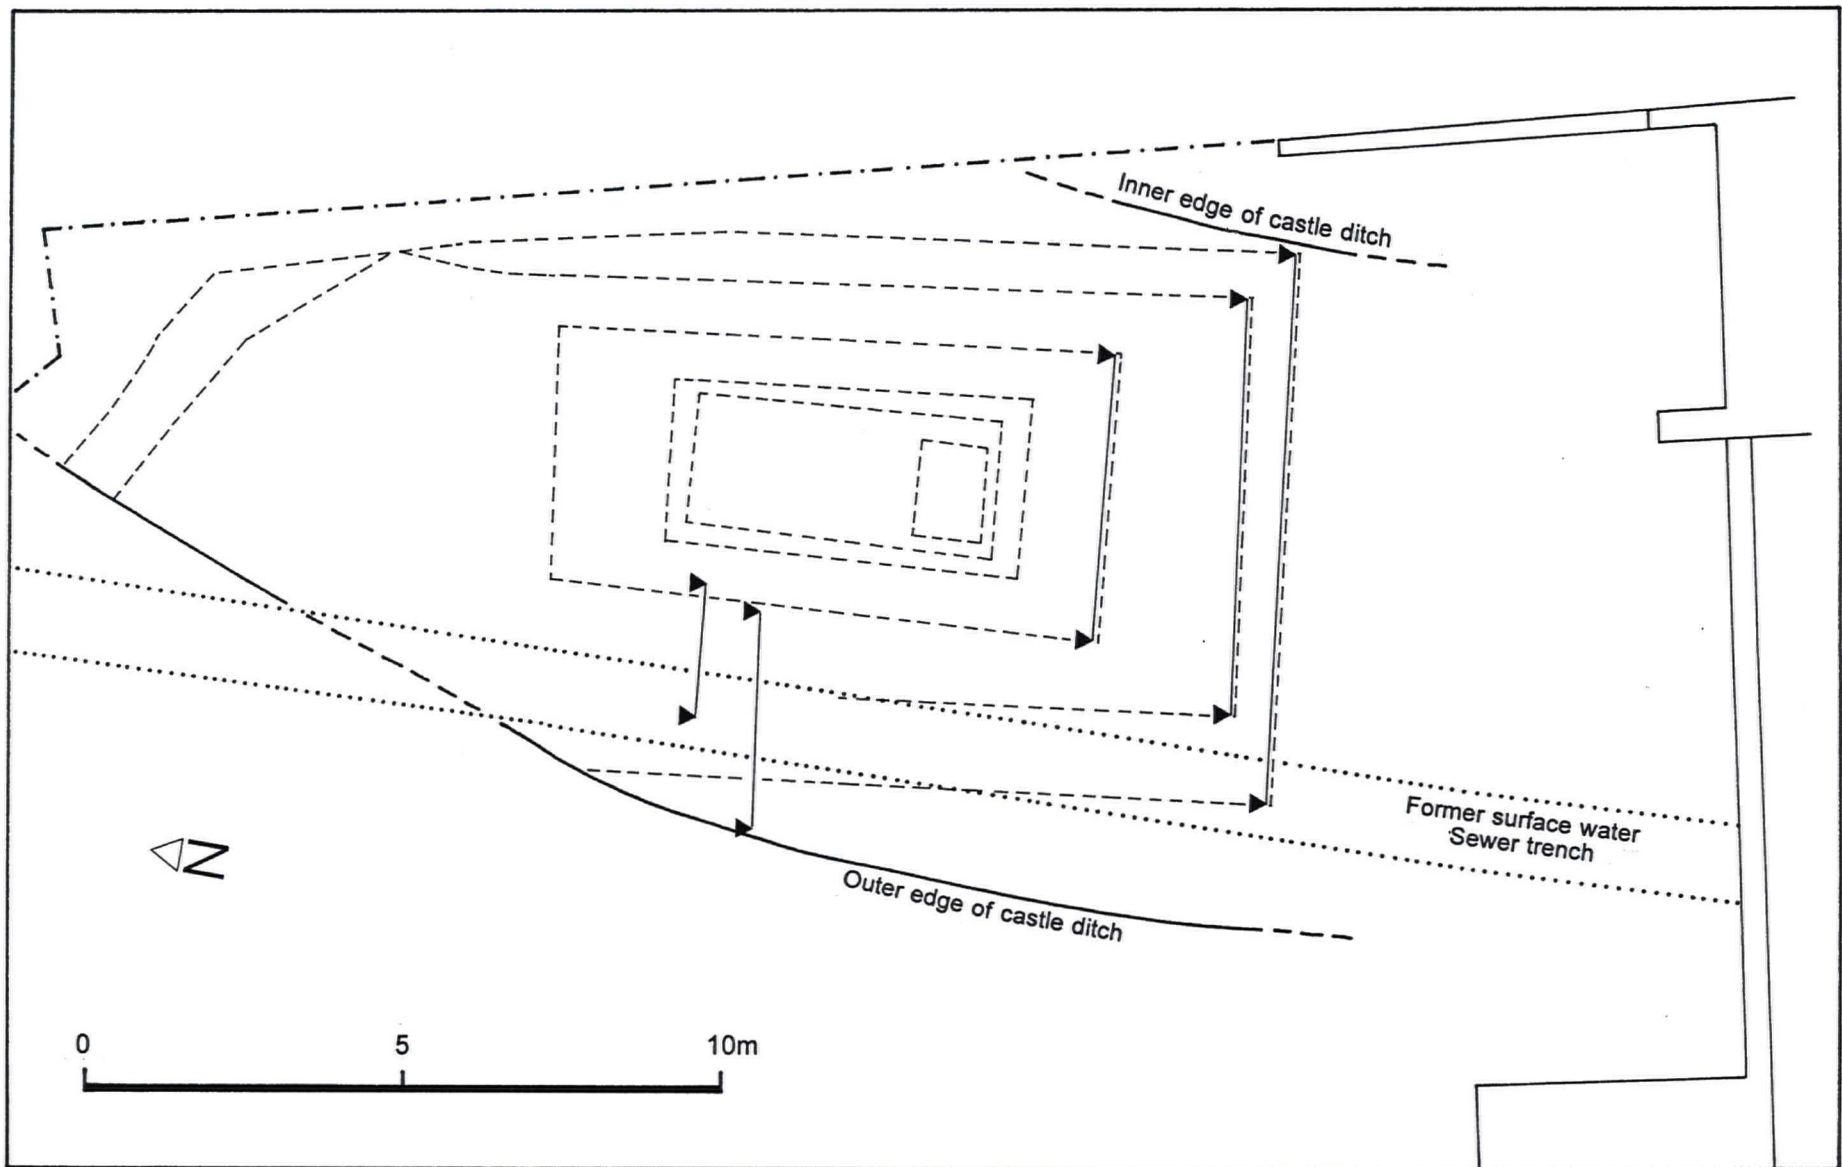 Inner edge of castle ditch
Former surface water
Sewer trench
Outer edge of castle ditch
N
0 5 10m